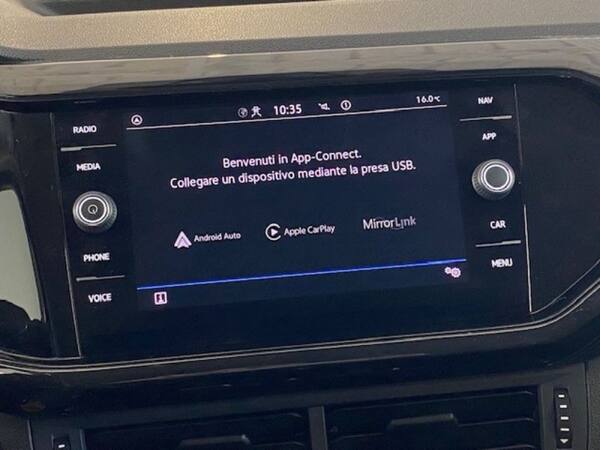 RADIO
MEDIA
PHONE
VOICE
10:35
16.0°C
Benvenuti in App-Connect.
Collegare un dispositivo mediante la presa USB.
Android Auto
Apple CarPlay
MirrorLink
NAV
APP
CAR
MENU